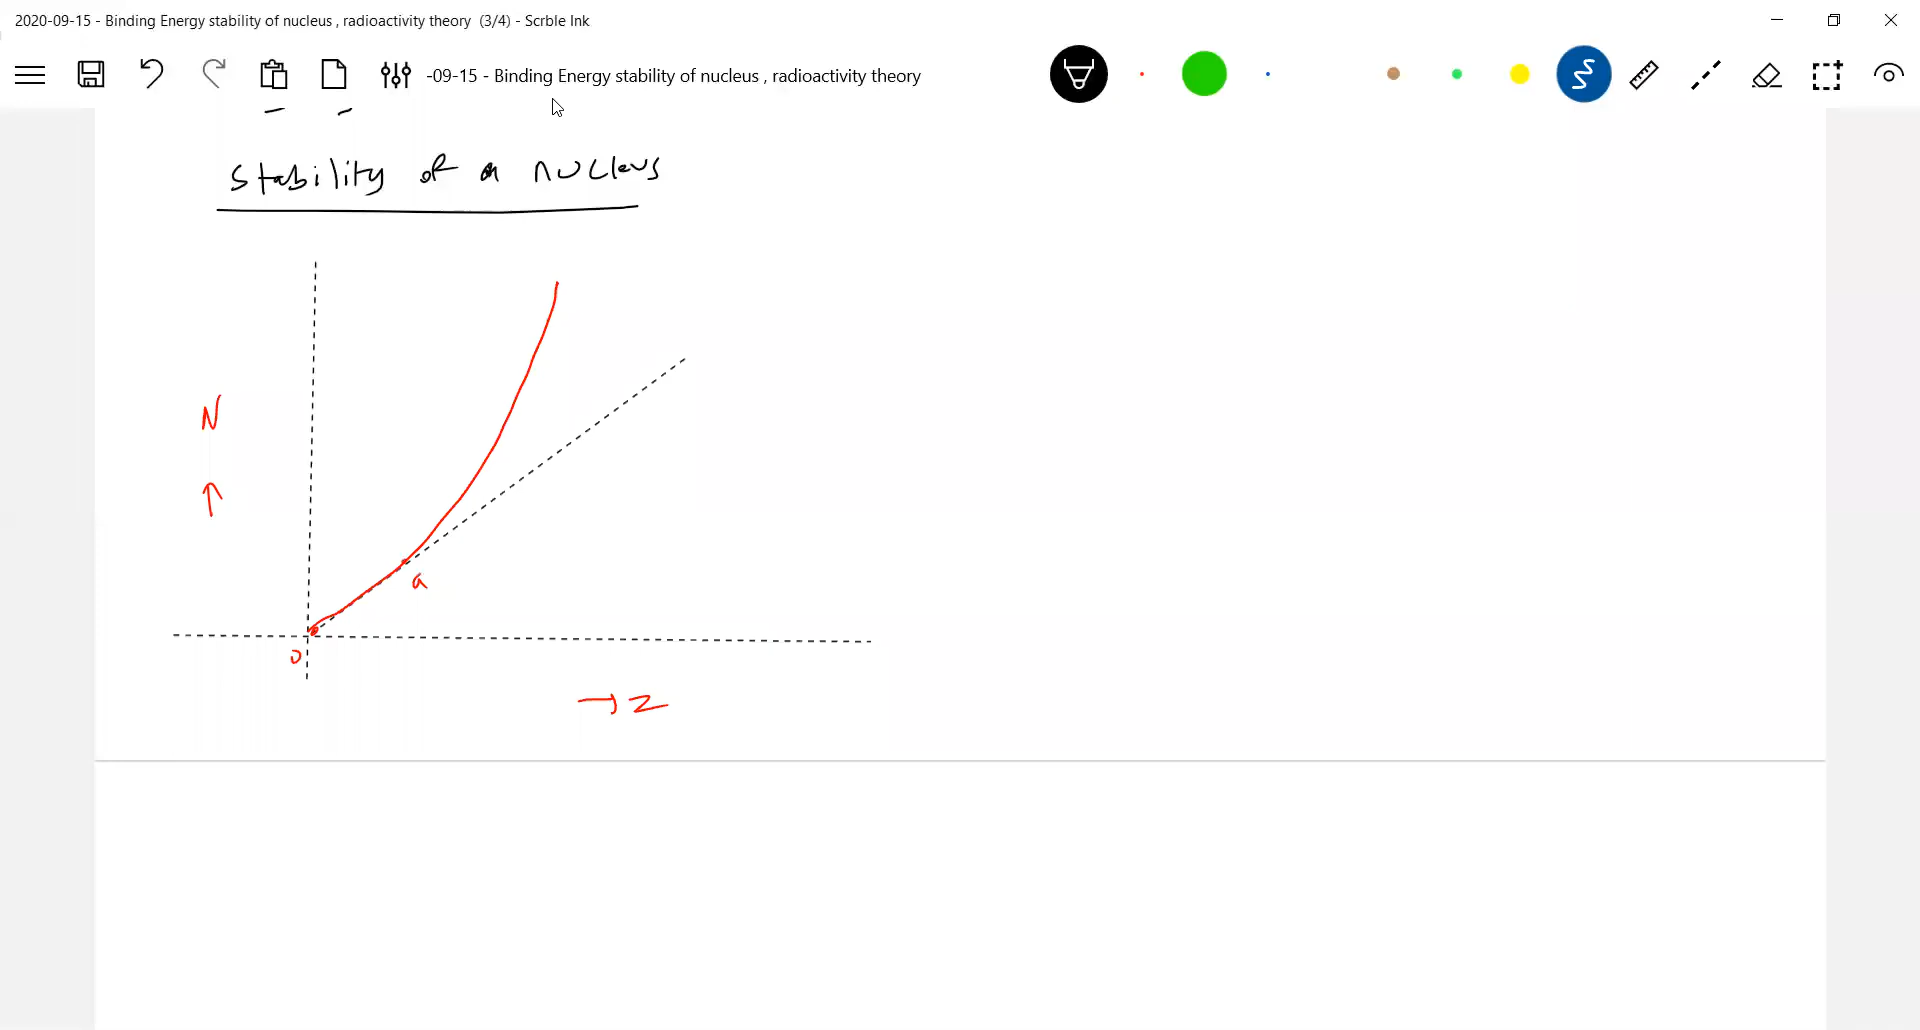 2020-09-15 - Binding Energy stability of nucleus , radioactivity theory (3/4) - Scrble Ink
-09-15 - Binding Energy stability of nucleus , radioactivity theory
Stability of a nucleus
N
↑
a
O
→ Z